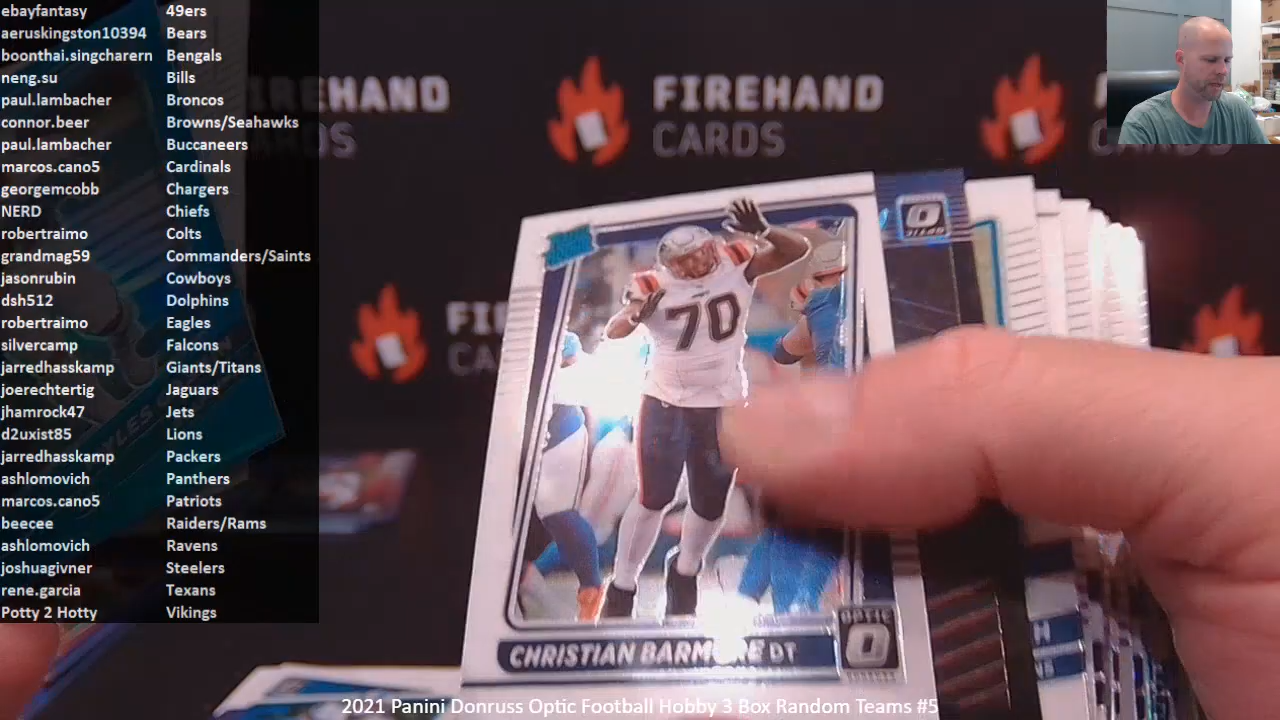 ebayfantasy 49ers
aeruskingston10394 Bears
boonthai.singcharern Bengals
neng.su Bills
paul.lambacher Broncos
connor.beer Browns/Seahawks
paul.lambacher Buccaneers
marcos.cano5 Cardinals
georgemcobb Chargers
NERD Chiefs
robertraimo Colts
grandmag59 Commanders/Saints
jasonrubin Cowboys
dsh512 Dolphins
robertraimo Eagles
silvercamp Falcons
jarredhasskamp Giants/Titans
joerechtertig Jaguars
jhamrock47 Jets
d2uxist85 Lions
jarredhasskamp Packers
ashlomovich Panthers
marcos.cano5 Patriots
beecee Raiders/Rams
ashlomovich Ravens
joshuagivner Steelers
rene.garcia Texans
Potty 2 Hotty Vikings
FIREHAND
CARDS
70
OPTIC
O
CHRISTIAN BARMORE DT
2021 Panini Donruss Optic Football Hobby 3 Box Random Teams #5